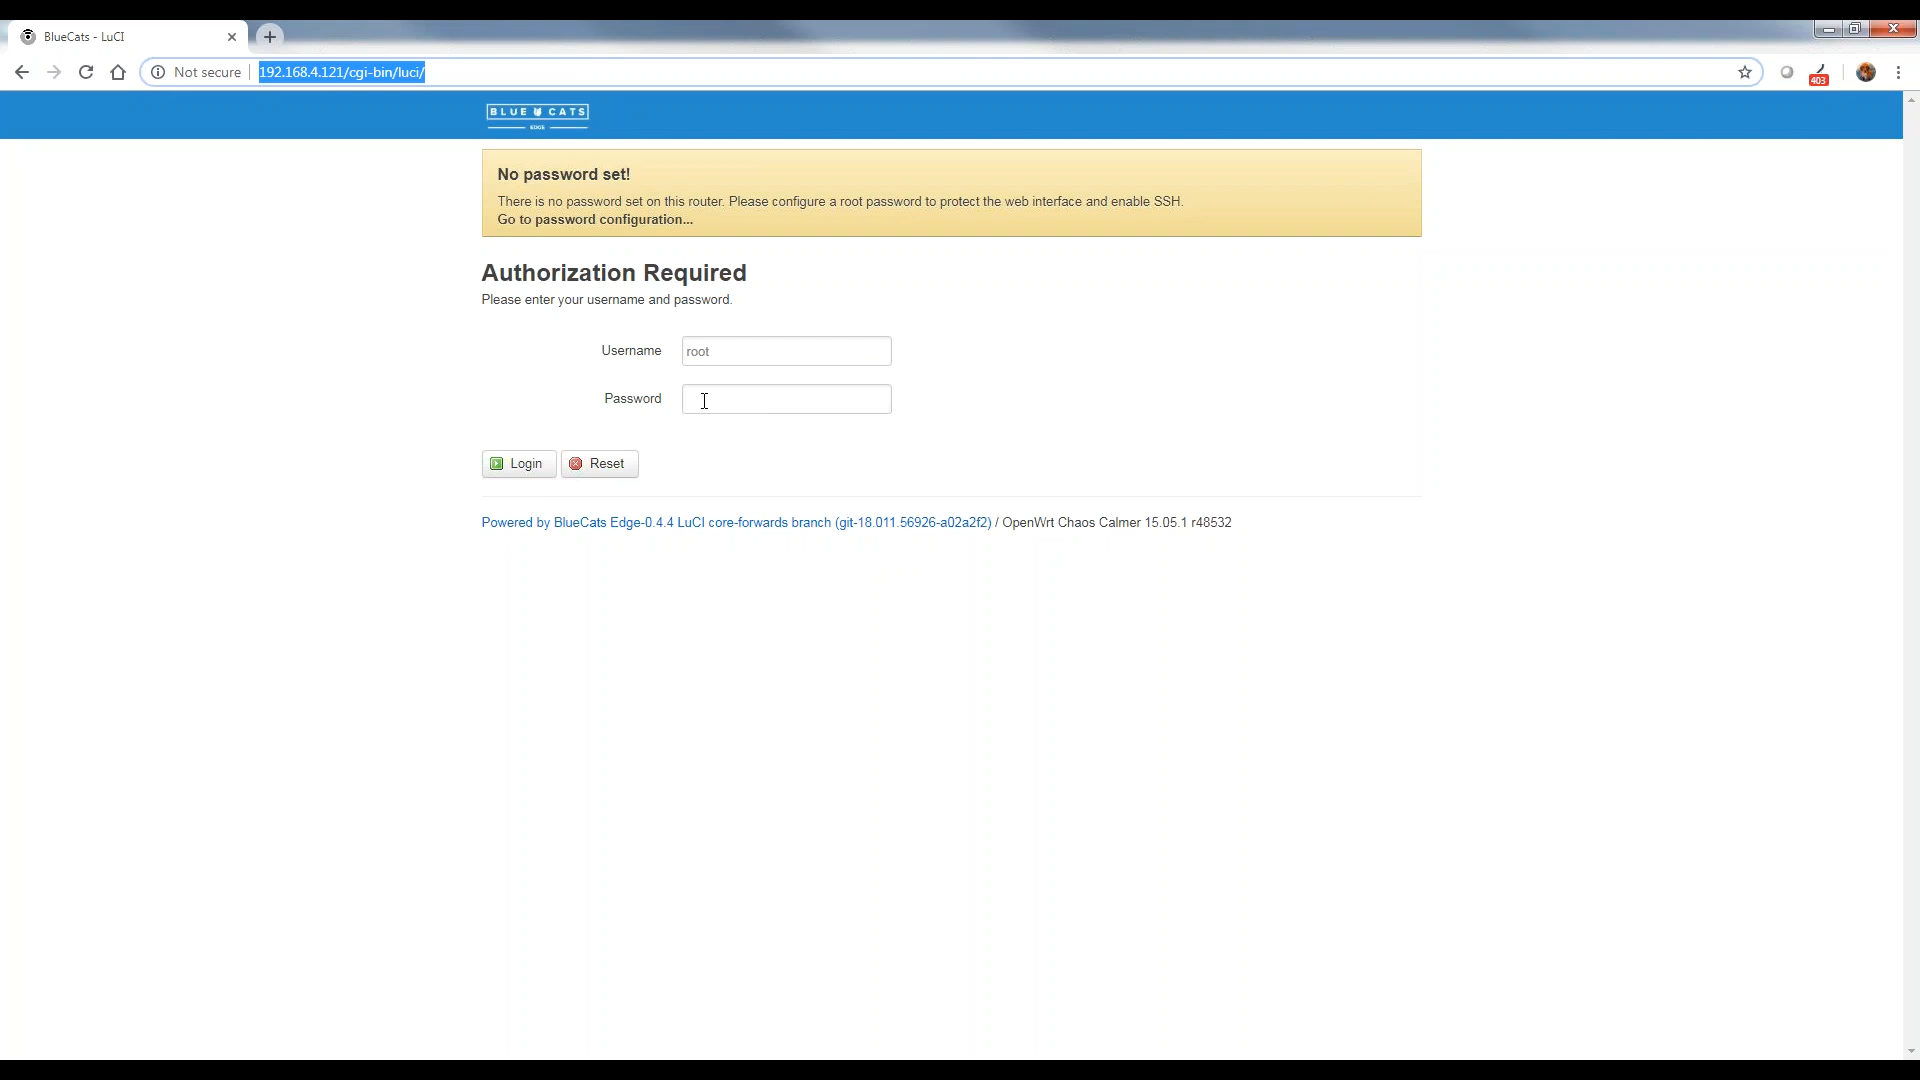 BlueCats - LuCI
Not secure
192.168.4.121/cgi-bin/luci/
403
BLUE CATS
EDGE
No password set!
There is no password set on this router. Please configure a root password to protect the web interface and enable SSH.
Go to password configuration...
Authorization Required
Please enter your username and password.
Username
root
Password
Login
Reset
Powered by BlueCats Edge-0.4.4 LuCI core-forwards branch (git-18.011.56926-a02a2f2) / OpenWrt Chaos Calmer 15.05.1 r48532